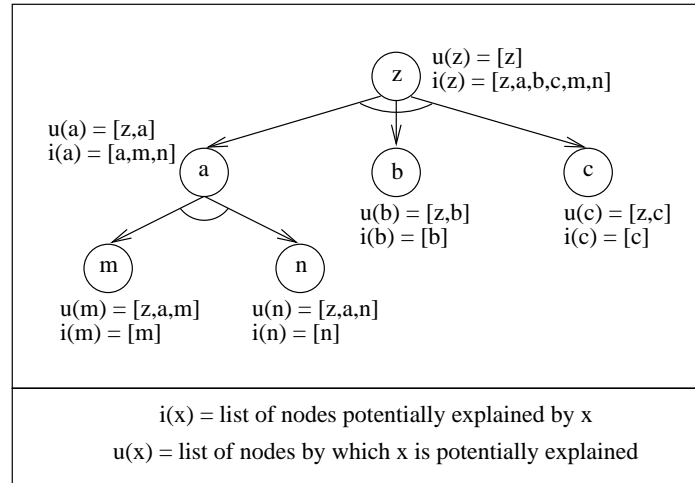 z
u(z) = [z]
i(z) = [z,a,b,c,m,n]
u(a) = [z,a]
i(a) = [a,m,n]
a
b
c
u(b) = [z,b]
i(b) = [b]
u(c) = [z,c]
i(c) = [c]
m
n
u(m) = [z,a,m]
i(m) = [m]
u(n) = [z,a,n]
i(n) = [n]
i(x) = list of nodes potentially explained by x
u(x) = list of nodes by which x is potentially explained